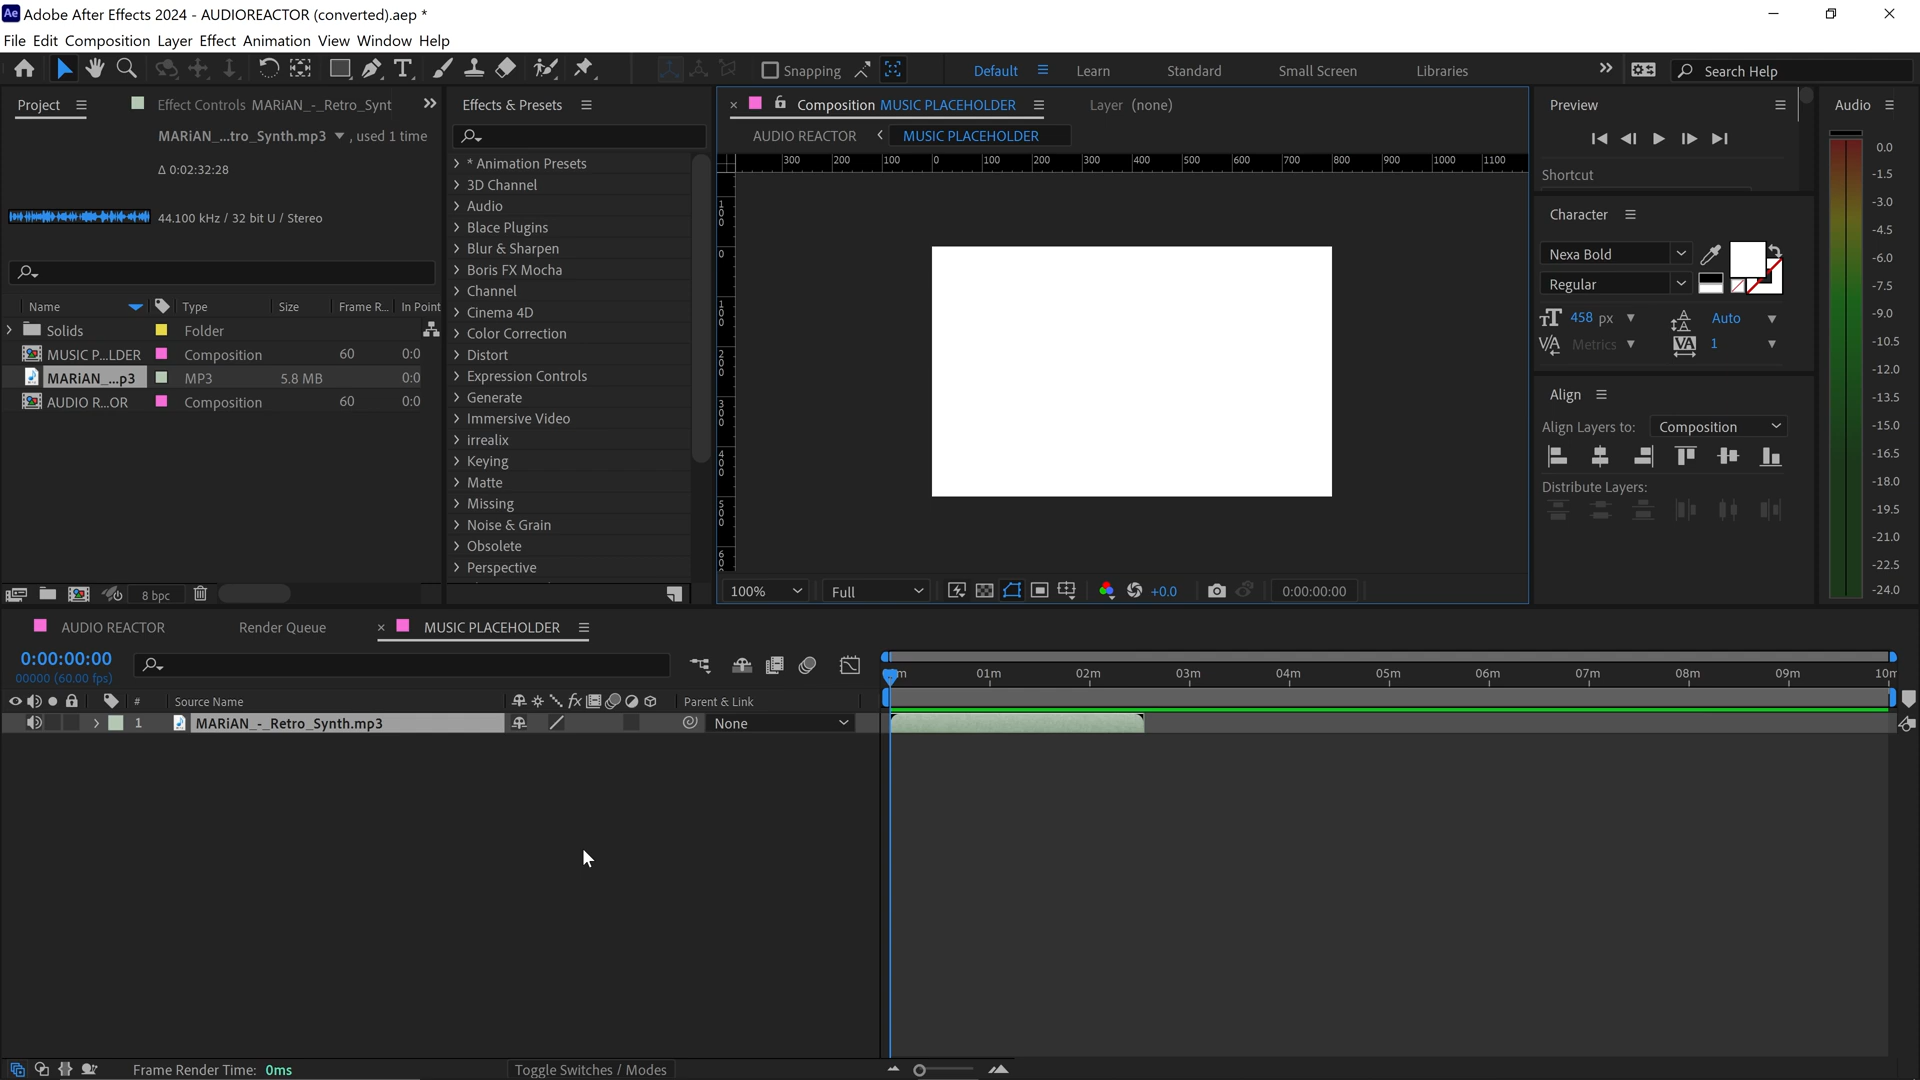 Adobe After Effects 2024 - AUDIOREACTOR (converted).aep *
File Edit Composition Layer Effect Animation View Window Help
Snapping
Default
Learn
Standard
Small Screen
Libraries
Search Help
Project
Effect Controls MARiAN_-_Retro_Synt
MARiAN_...tro_Synth.mp3 , used 1 time
Δ 0:02:32:28
44.100 kHz / 32 bit U / Stereo
Name Type Size Frame R... In Point
Solids Folder
MUSIC P...LDER Composition 60 0:0
MARiAN_...p3 MP3 5.8 MB 0:0
AUDIO R...OR Composition 60 0:0
8 bpc
Effects & Presets
* Animation Presets
3D Channel
Audio
Blace Plugins
Blur & Sharpen
Boris FX Mocha
Channel
Cinema 4D
Color Correction
Distort
Expression Controls
Generate
Immersive Video
irrealix
Keying
Matte
Missing
Noise & Grain
Obsolete
Perspective
Composition MUSIC PLACEHOLDER
Layer (none)
AUDIO REACTOR
MUSIC PLACEHOLDER
300 200 100 0 100 200 300 400 500 600 700 800 900 1000 1100
100
0
100
200
300
400
500
600
100%
Full
+0.0
0:00:00:00
Preview
Shortcut
Character
Nexa Bold
Regular
458 px Auto
Metrics 1
Align
Align Layers to: Composition
Distribute Layers:
Audio
0.0
-1.5
-3.0
-4.5
-6.0
-7.5
-9.0
-10.5
-12.0
-13.5
-15.0
-16.5
-18.0
-19.5
-21.0
-22.5
-24.0
AUDIO REACTOR
Render Queue
MUSIC PLACEHOLDER
0:00:00:00
00000 (60.00 fps)
# Source Name Parent & Link
1 MARiAN_-_Retro_Synth.mp3 None
m 01m 02m 03m 04m 05m 06m 07m 08m 09m 10m
Frame Render Time: 0ms
Toggle Switches / Modes